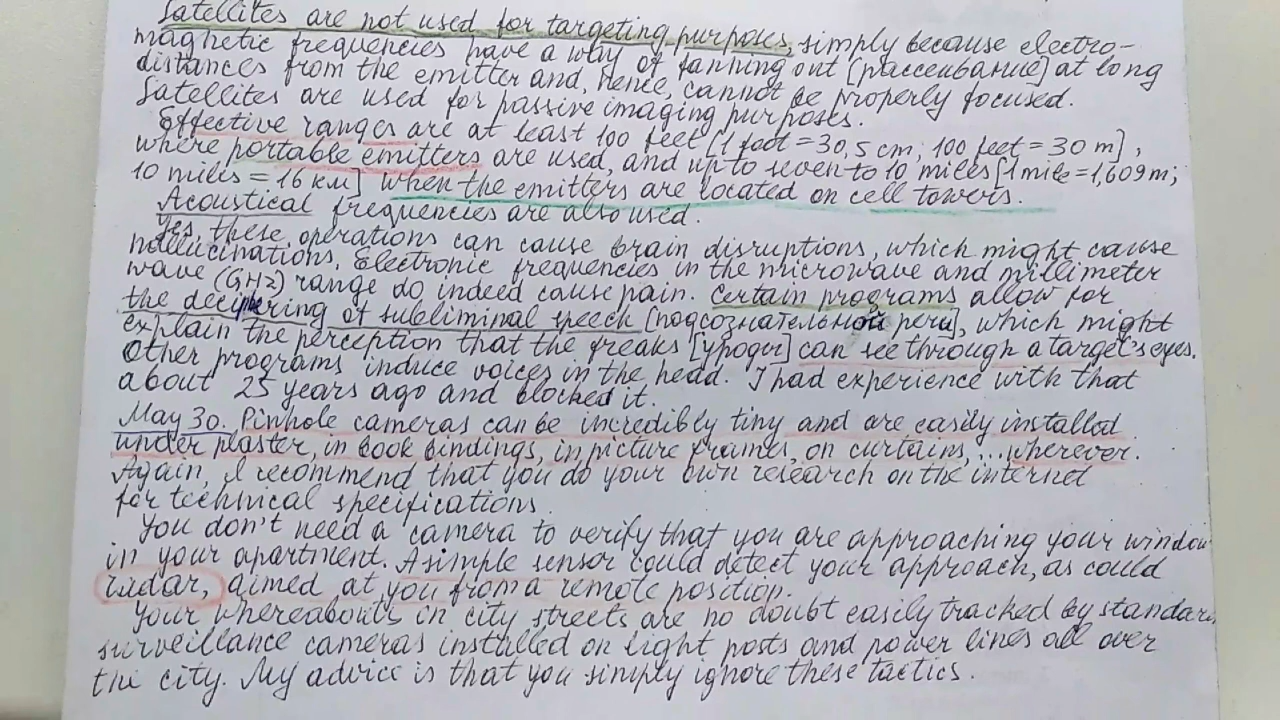 Satellites are not used for targeting purposes, simply because electro-
magnetic frequencies have a way of fanning out [рассеивание] at long
distances from the emitter and, hence, cannot be properly focused.
Satellites are used for passive imaging purposes.
Effective ranges are at least 100 feet [1 foot = 30,5 cm; 100 feet = 30 m],
where portable emitters are used, and up to seven to 10 miles [1 mile = 1,609 m;
10 miles = 16 км] when the emitters are located on cell towers.
Acoustical frequencies are also used.
Yes, these operations can cause brain disruptions, which might cause
hallucinations. Electronic frequencies in the microwave and millimeter
wave (GHz) range do indeed cause pain. Certain programs allow for
the deciphering of subliminal speech [подсознательной речи], which might
explain the perception that the freaks [уроды] can see through a target's eyes.
Other programs induce voices in the head. I had experience with that
about 25 years ago and blocked it.
May 30. Pinhole cameras can be incredibly tiny and are easily installed
under plaster, in book bindings, in picture frames, on curtains, ... wherever.
Again, I recommend that you do your own research on the internet
for technical specifications.
You don't need a camera to verify that you are approaching your window
in your apartment. A simple sensor could detect your approach, as could
radar, aimed at you from a remote position.
Your whereabouts in city streets are no doubt easily tracked by standard
surveillance cameras installed on light posts and power lines all over
the city. My advice is that you simply ignore these tactics.